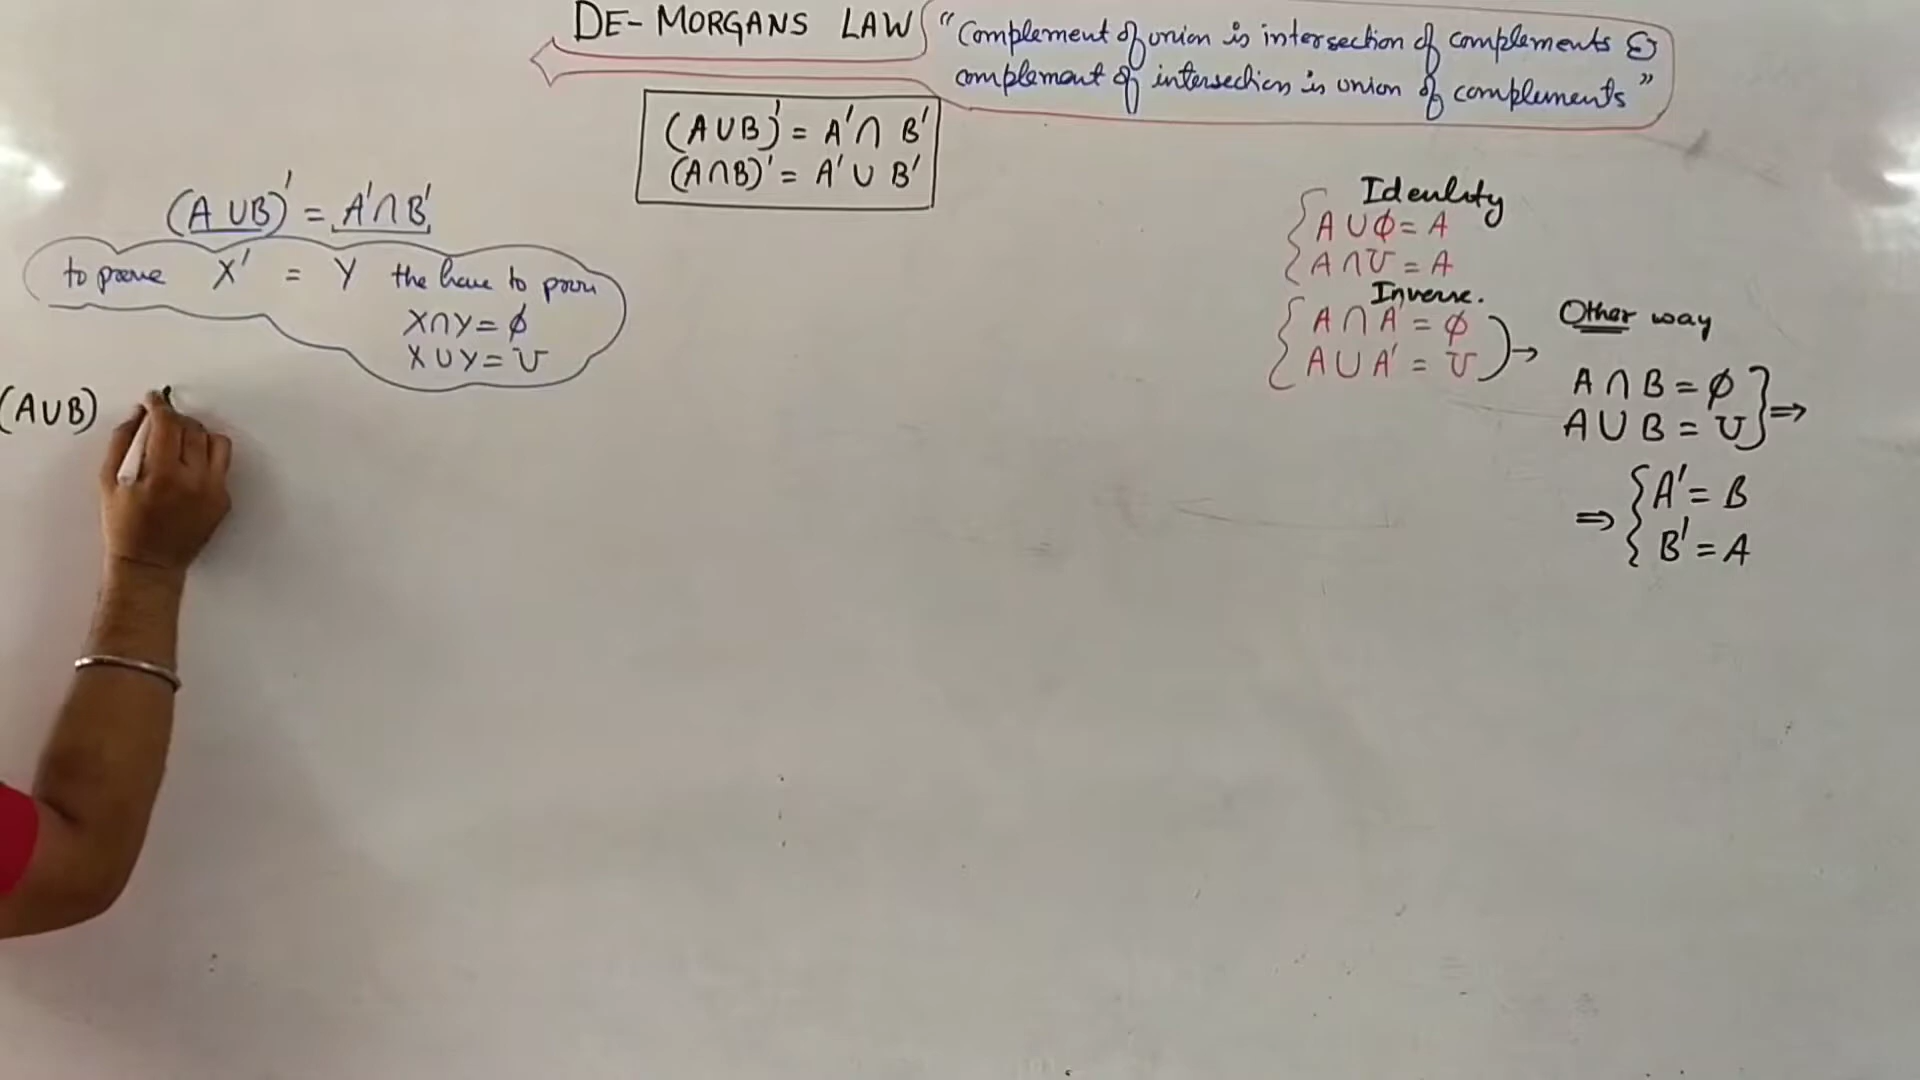 DE-MORGANS LAW
"Complement of union is intersection of complements &
complement of intersection is union of complements"
(A∪B)' = A'∩B'
(A∩B)' = A'∪B'
(A∪B)' = A'∩B'
to prove X' = Y the have to prove
X∩Y = ϕ
X∪Y = U
(A∪B)
Identity
A∪ϕ = A
A∩U = A
Inverse.
A∩A' = ϕ
A∪A' = U
Other way
A∩B = ϕ
A∪B = U ⇒
⇒ A' = B
B' = A